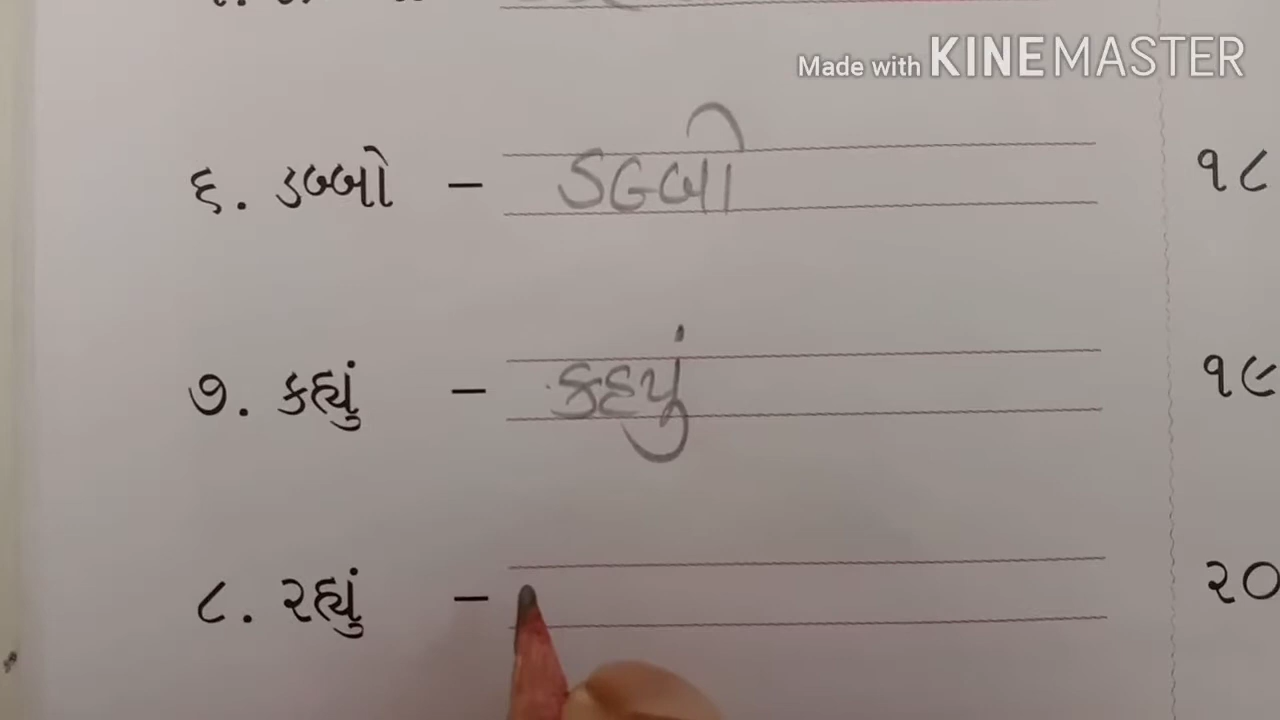 Made with KINEMASTER
૬. ડબ્બો – ડબ્બો ૧૮
૭. કહ્યું – કહ્યું ૧૯
૮. રહ્યું – ૨૦